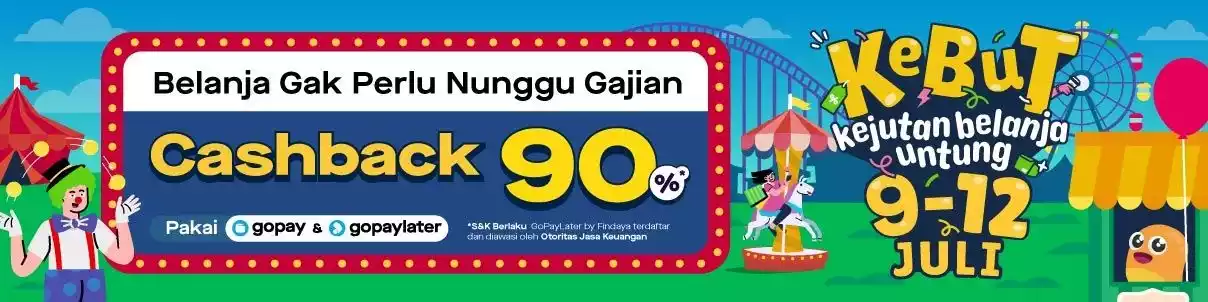 Belanja Gak Perlu Nunggu Gajian
Cashback 90%*
Pakai gopay & gopaylater
*S&K Berlaku GoPayLater by Findaya terdaftar
dan diawasi oleh Otoritas Jasa Keuangan
KeBuT
%
kejutan belanja
untung
9-12
JULI